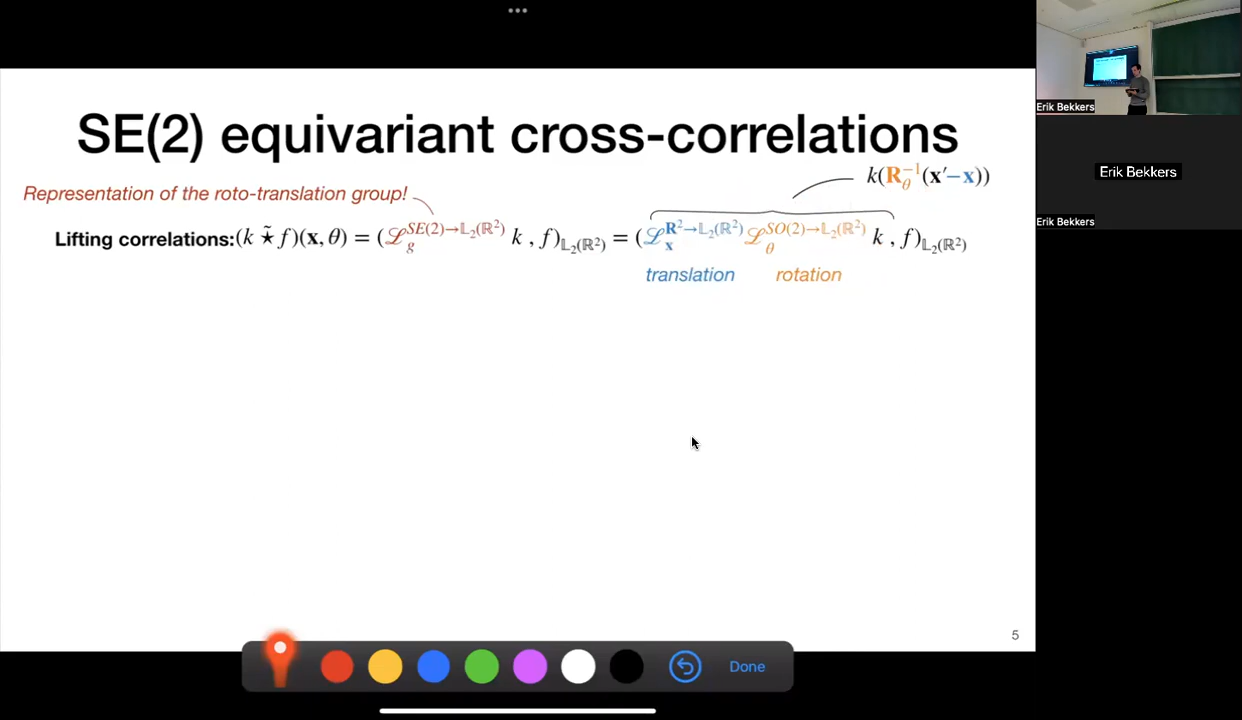 SE(2) equivariant cross-correlations
k(R_θ^{-1}(x′−x))
Representation of the roto-translation group!
Lifting correlations: (k ⋆̃ f)(x, θ) = (ℒ_g^{SE(2)→𝕃₂(ℝ²)} k , f)_{𝕃₂(ℝ²)} = (ℒ_x^{ℝ²→𝕃₂(ℝ²)} ℒ_θ^{SO(2)→𝕃₂(ℝ²)} k , f)_{𝕃₂(ℝ²)}
translation rotation
5
Done
Erik Bekkers
Erik Bekkers
Erik Bekkers